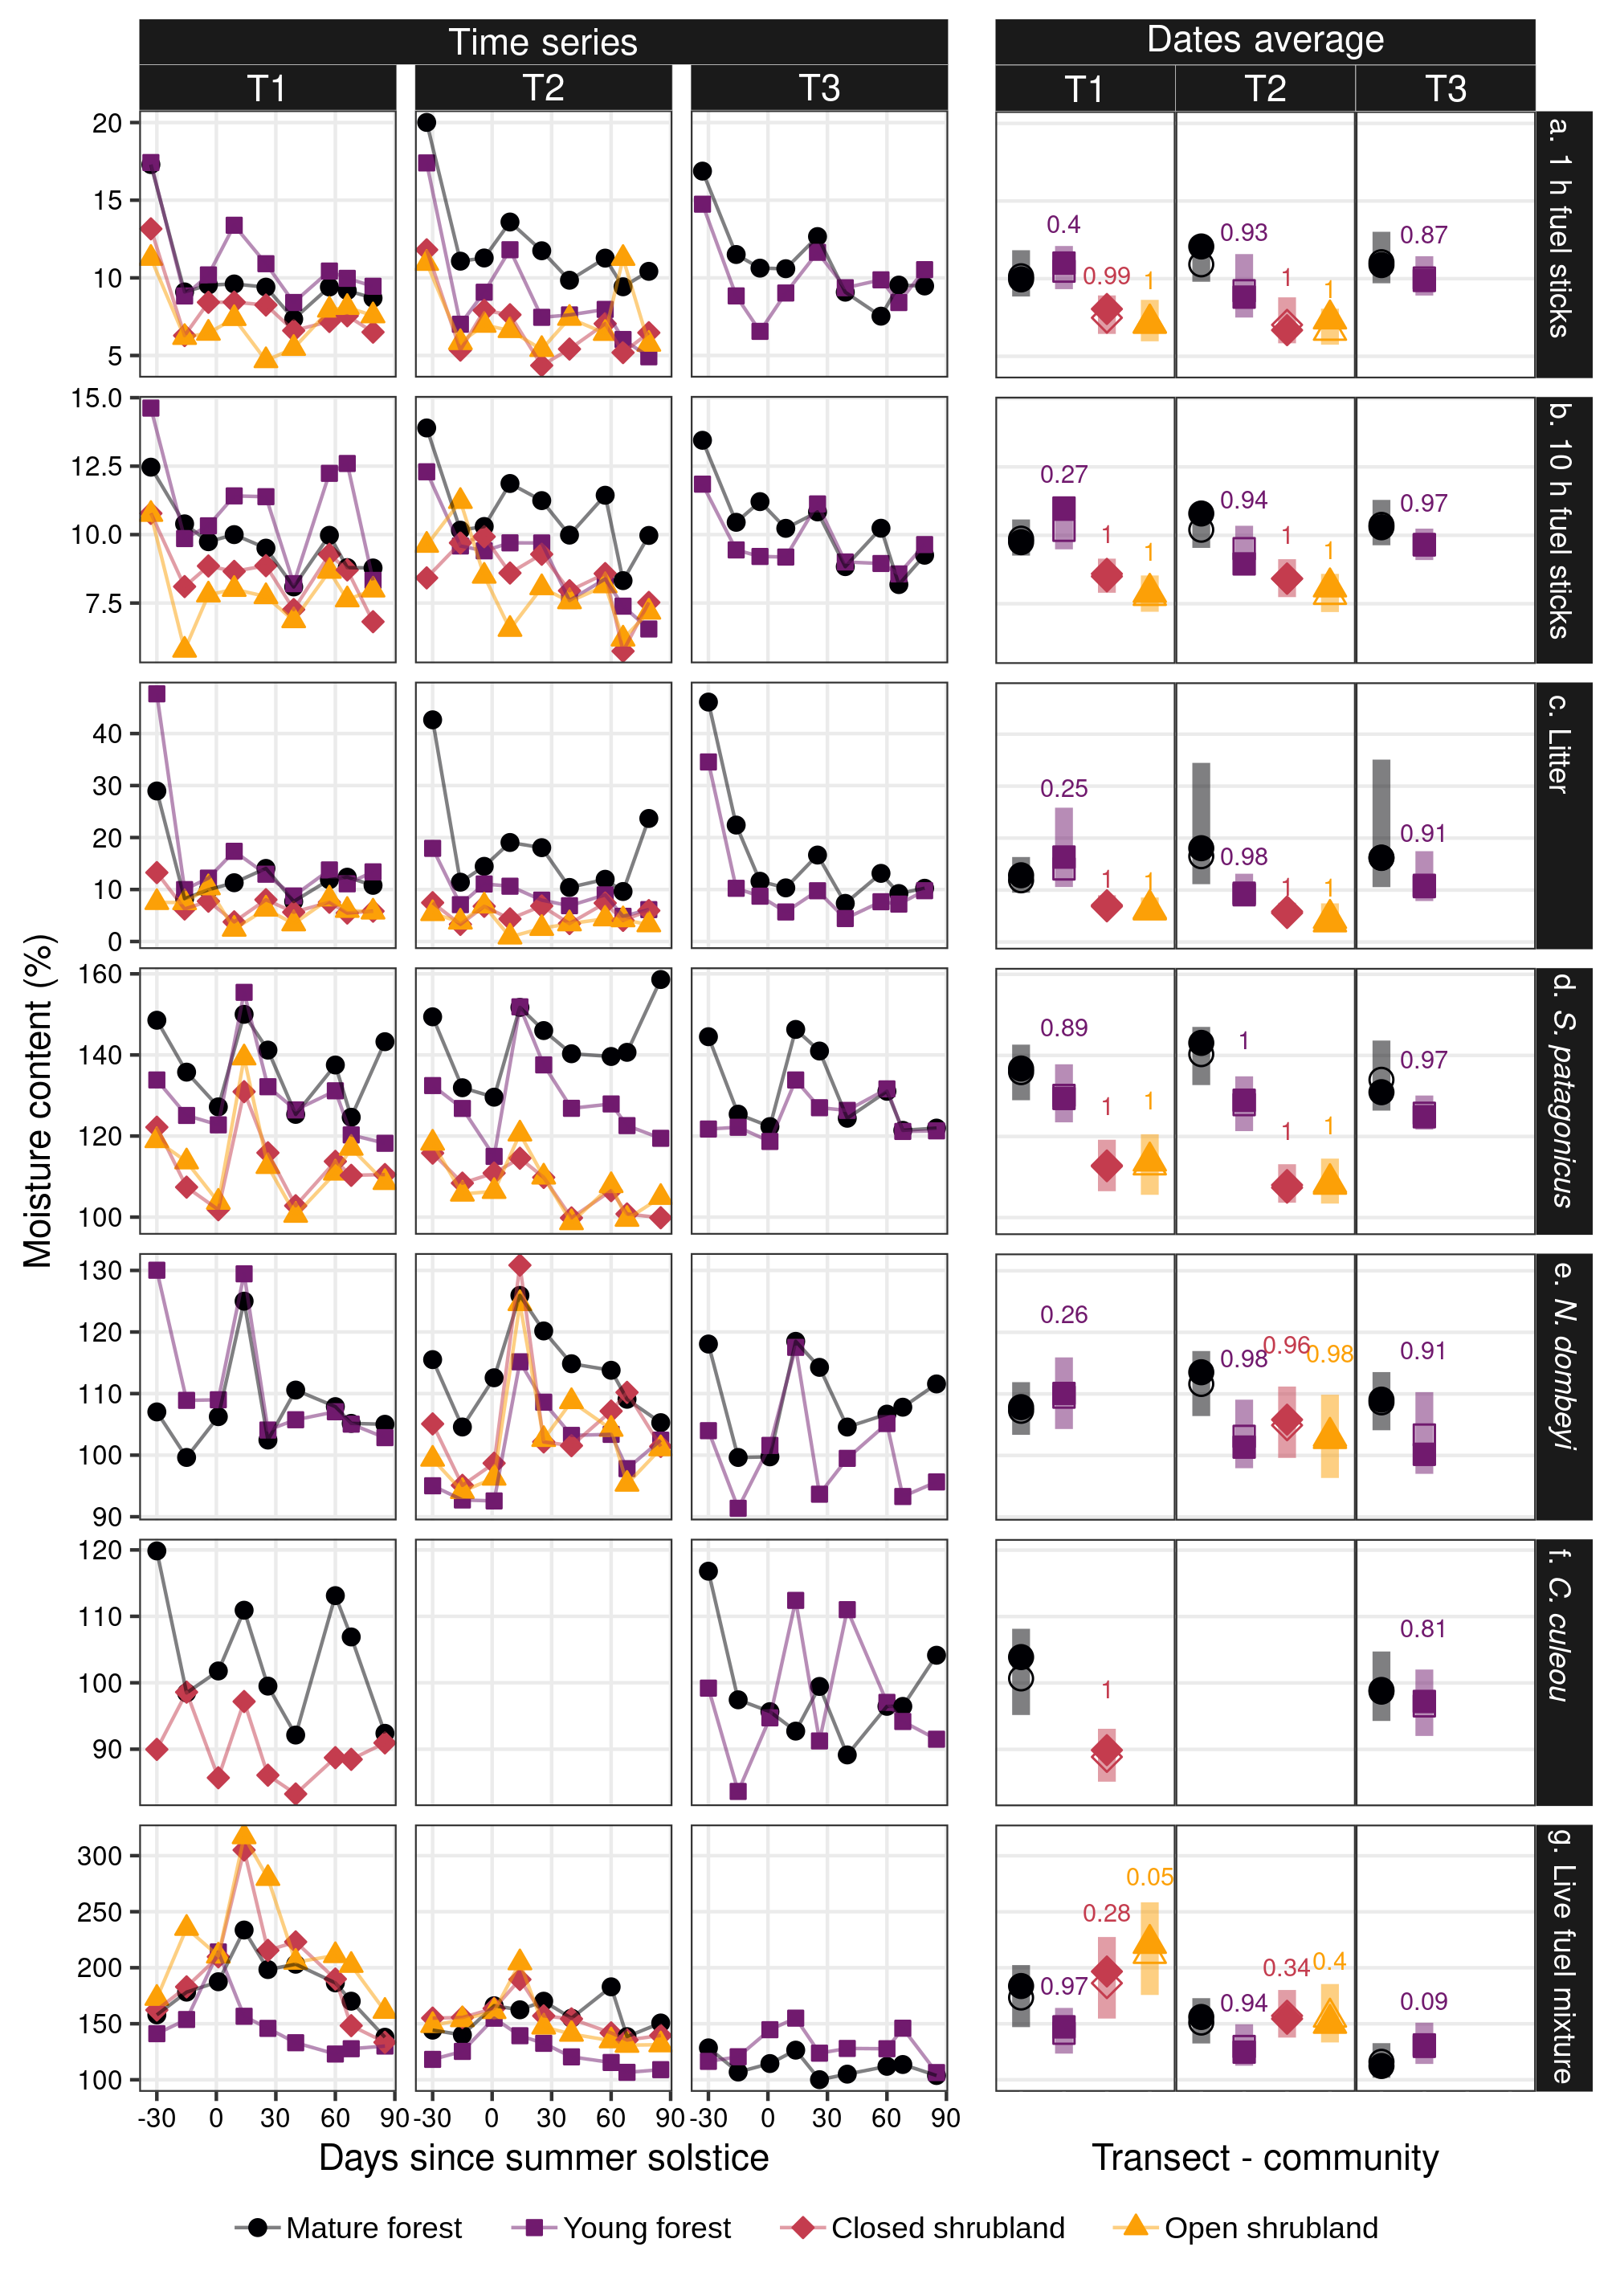 Time series
Dates average
T1
T2
T3
T1
T2
T3
Moisture content (%)
20
15
10
5
0.4
0.99
1
0.93
1
1
0.87
a. 1 h fuel sticks
15.0
12.5
10.0
7.5
0.27
1
1
0.94
1
1
0.97
b. 10 h fuel sticks
40
30
20
10
0
0.25
1
1
0.98
1
1
0.91
c. Litter
160
140
120
100
0.89
1
1
1
1
1
0.97
d. S. patagonicus
130
120
110
100
90
0.26
0.98
0.96
0.98
0.91
e. N. dombeyi
120
110
100
90
1
0.81
f. C. culeou
300
250
200
150
100
0.97
0.28
0.05
0.94
0.34
0.4
0.09
g. Live fuel mixture
-30 0 30 60 90
-30 0 30 60 90
-30 0 30 60 90
Days since summer solstice
Transect - community
Mature forest
Young forest
Closed shrubland
Open shrubland